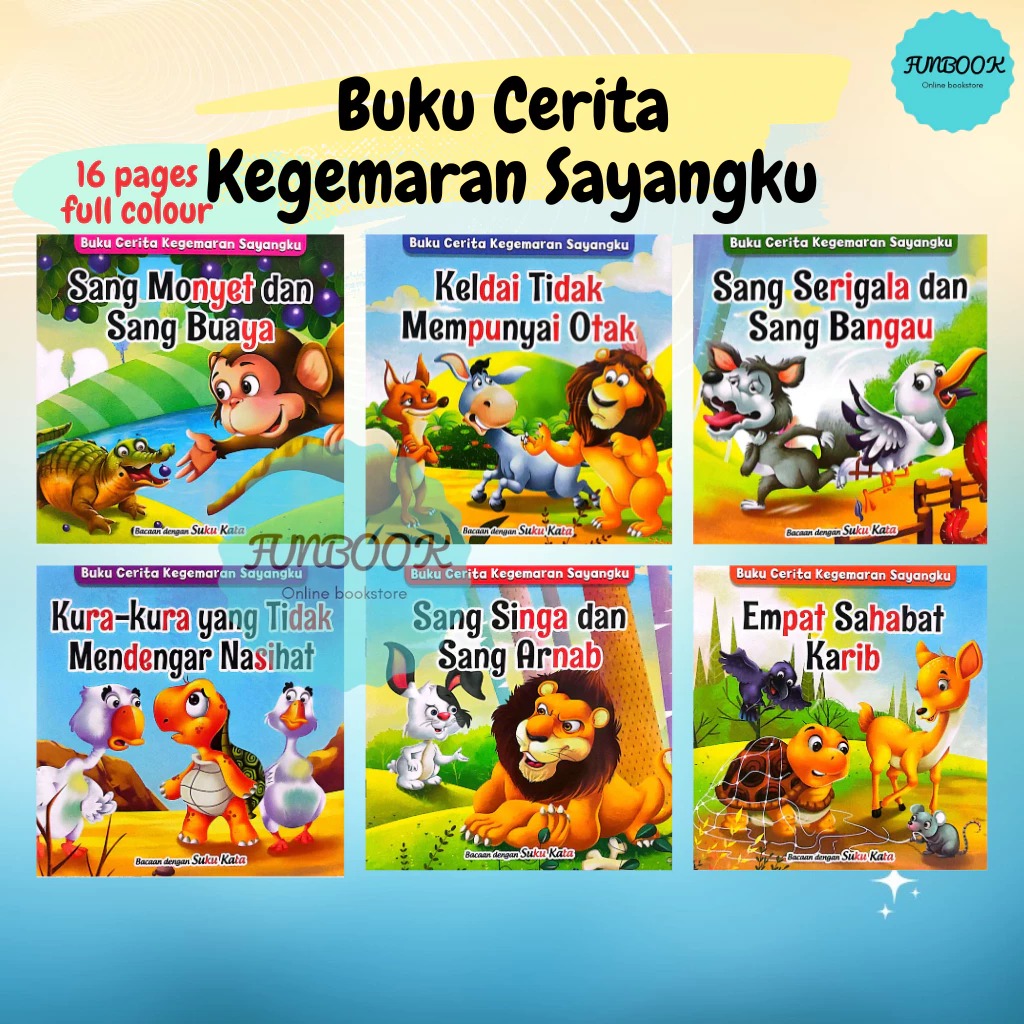 FUNBOOK
Online bookstore
Buku Cerita
Kegemaran Sayangku
16 pages
full colour
Buku Cerita Kegemaran Sayangku
Sang Monyet dan
Sang Buaya
Bacaan dengan Suku Kata
Buku Cerita Kegemaran Sayangku
Keldai Tidak
Mempunyai Otak
Bacaan dengan Suku Kata
Buku Cerita Kegemaran Sayangku
Sang Serigala dan
Sang Bangau
Bacaan dengan Suku Kata
FUNBOOK
Online bookstore
Buku Cerita Kegemaran Sayangku
Kura-kura yang Tidak
Mendengar Nasihat
Bacaan dengan Suku Kata
Buku Cerita Kegemaran Sayangku
Sang Singa dan
Sang Arnab
Bacaan dengan Suku Kata
Buku Cerita Kegemaran Sayangku
Empat Sahabat
Karib
Bacaan dengan Suku Kata